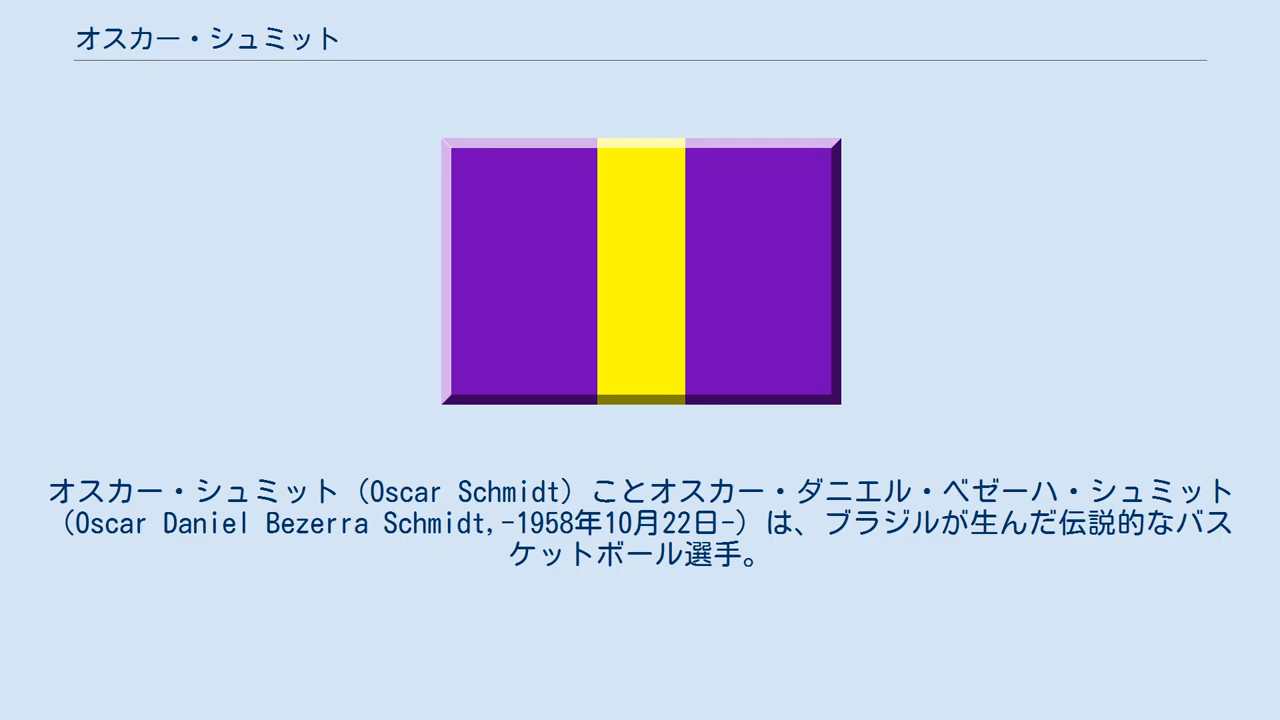 オスカー・シュミット
オスカー・シュミット（Oscar Schmidt）ことオスカー・ダニエル・ベゼーハ・シュミット
（Oscar Daniel Bezerra Schmidt,-1958年10月22日-）は、ブラジルが生んだ伝説的なバス
ケットボール選手。